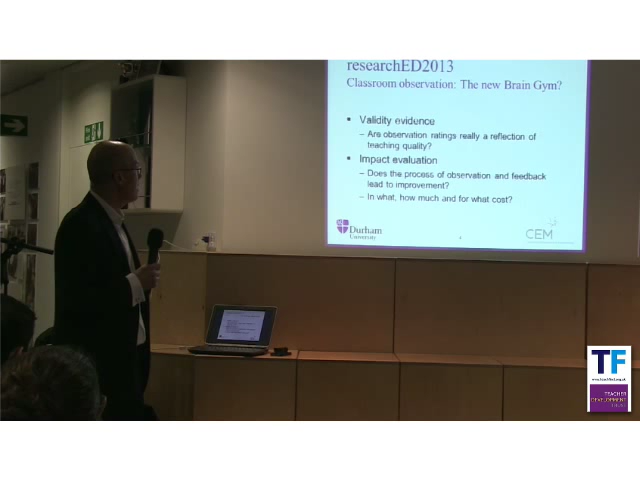 researchED2013
Classroom observation: The new Brain Gym?
• Validity evidence
– Are observation ratings really a reflection of
teaching quality?
• Impact evaluation
– Does the process of observation and feedback
lead to improvement?
– In what, how much and for what cost?
Durham
University
CEM
TF
TEACHER
DEVELOPMENT
TRUST